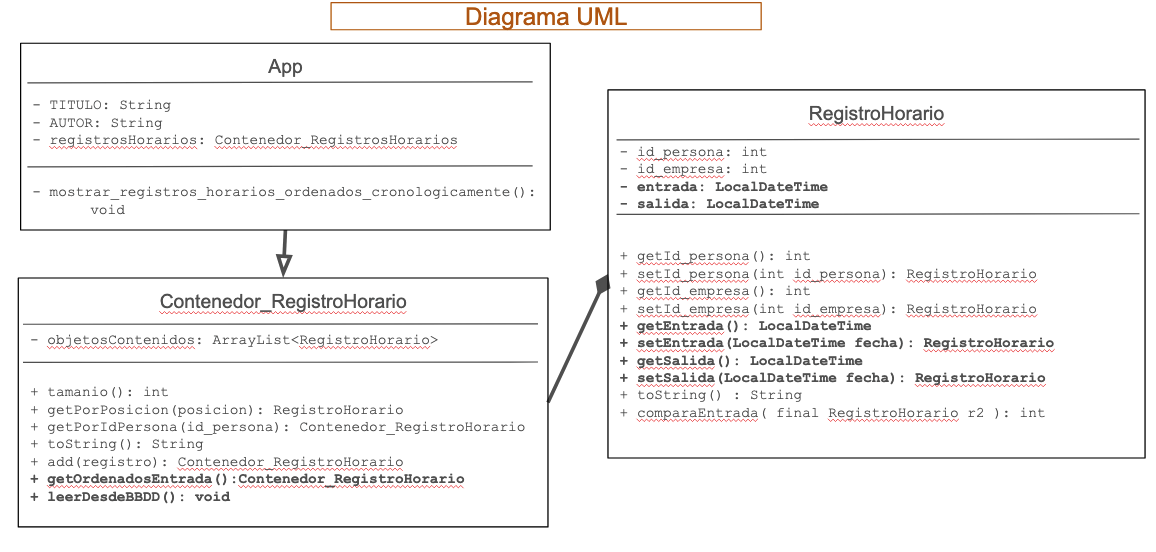 Diagrama UML
App
- TITULO: String
- AUTOR: String
- registrosHorarios: Contenedor_RegistrosHorarios
- mostrar_registros_horarios_ordenados_cronologicamente():
void
Contenedor_RegistroHorario
- objetosContenidos: ArrayList<RegistroHorario>
+ tamanio(): int
+ getPorPosicion(posicion): RegistroHorario
+ getPorIdPersona(id_persona): Contenedor_RegistroHorario
+ toString(): String
+ add(registro): Contenedor_RegistroHorario
+ getOrdenadosEntrada():Contenedor_RegistroHorario
+ leerDesdeBBDD(): void
RegistroHorario
- id_persona: int
- id_empresa: int
- entrada: LocalDateTime
- salida: LocalDateTime
+ getId_persona(): int
+ setId_persona(int id_persona): RegistroHorario
+ getId_empresa(): int
+ setId_empresa(int id_empresa): RegistroHorario
+ getEntrada(): LocalDateTime
+ setEntrada(LocalDateTime fecha): RegistroHorario
+ getSalida(): LocalDateTime
+ setSalida(LocalDateTime fecha): RegistroHorario
+ toString() : String
+ comparaEntrada( final RegistroHorario r2 ): int